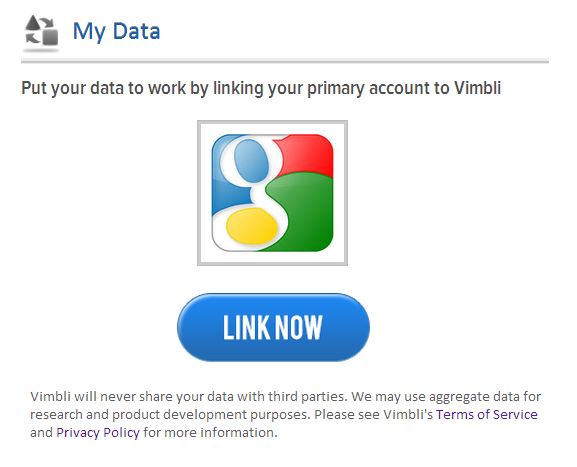 My Data
Put your data to work by linking your primary account to Vimbli
g
LINK NOW
Vimbli will never share your data with third parties. We may use aggregate data for
research and product development purposes. Please see Vimbli's Terms of Service
and Privacy Policy for more information.